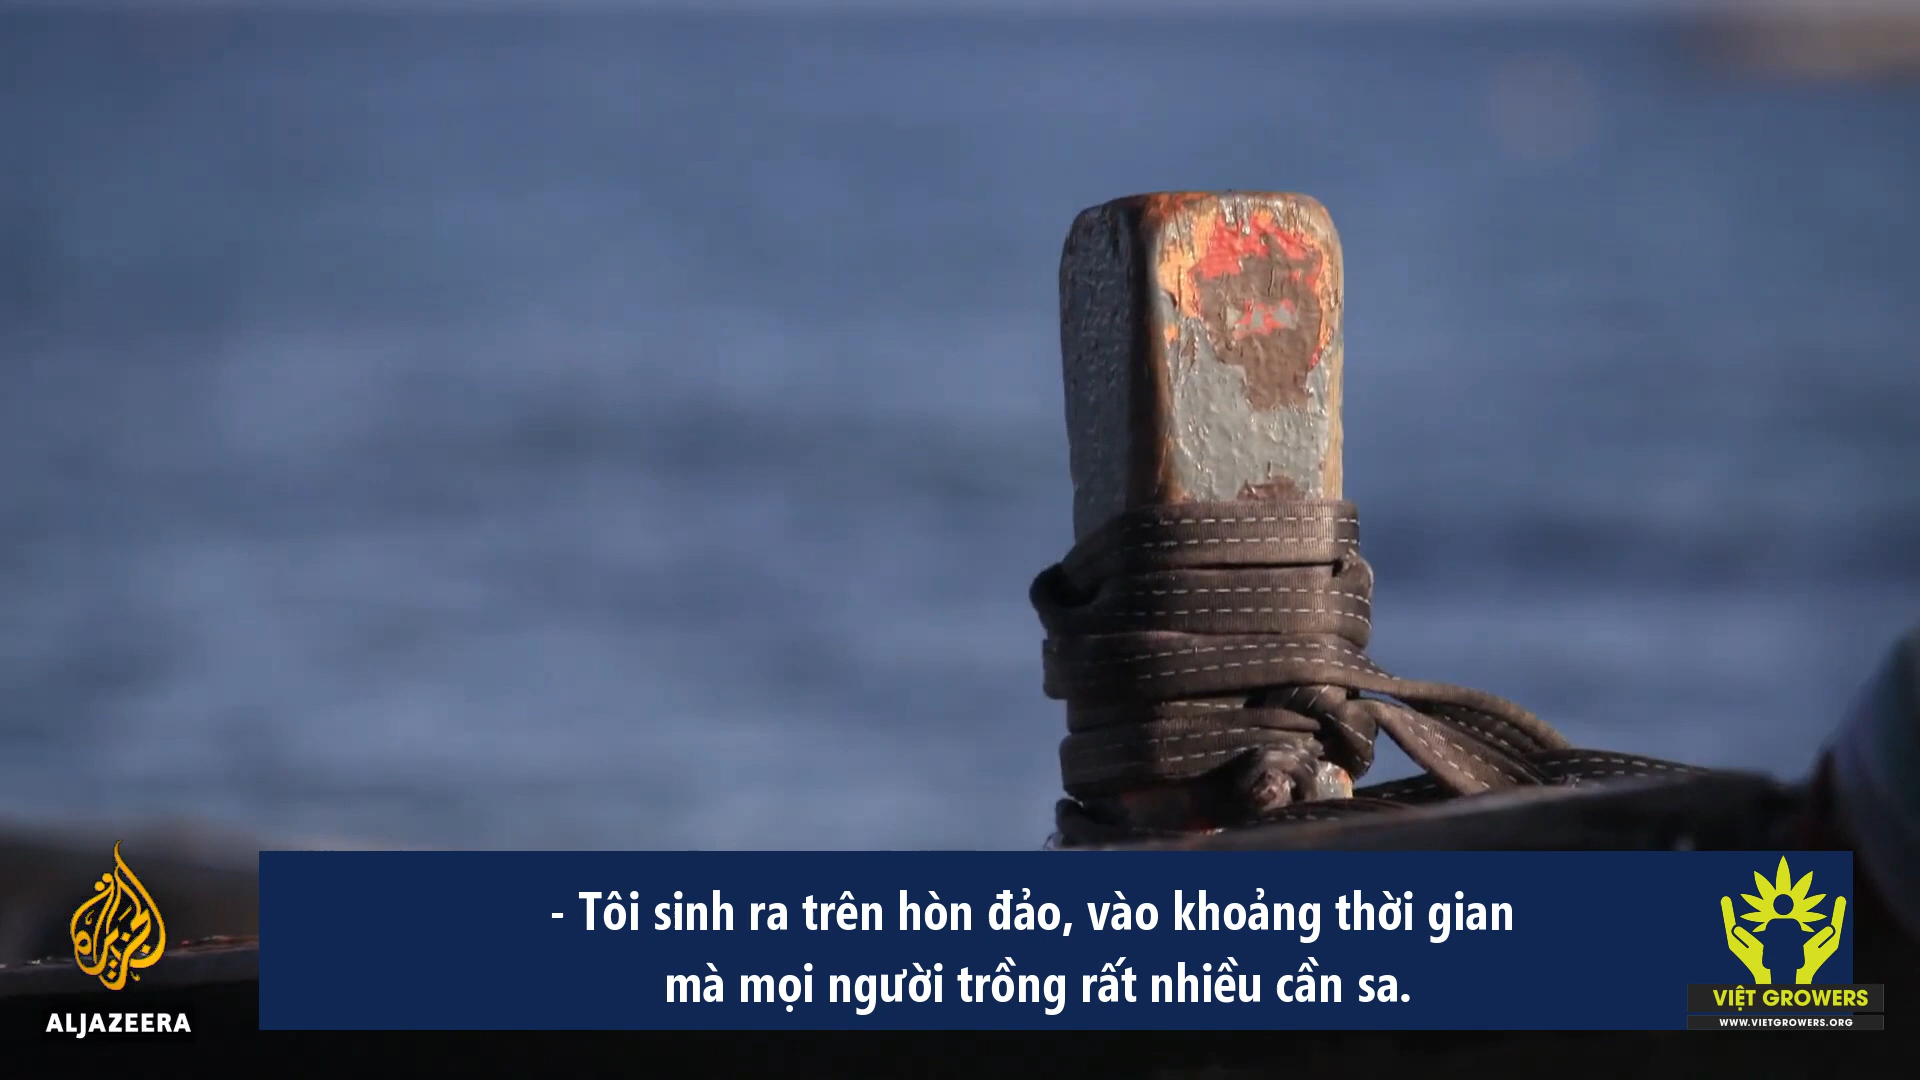 - Tôi sinh ra trên hòn đảo, vào khoảng thời gian
mà mọi người trồng rất nhiều cần sa.
ALJAZEERA
VIỆT GROWERS
WWW.VIETGROWERS.ORG